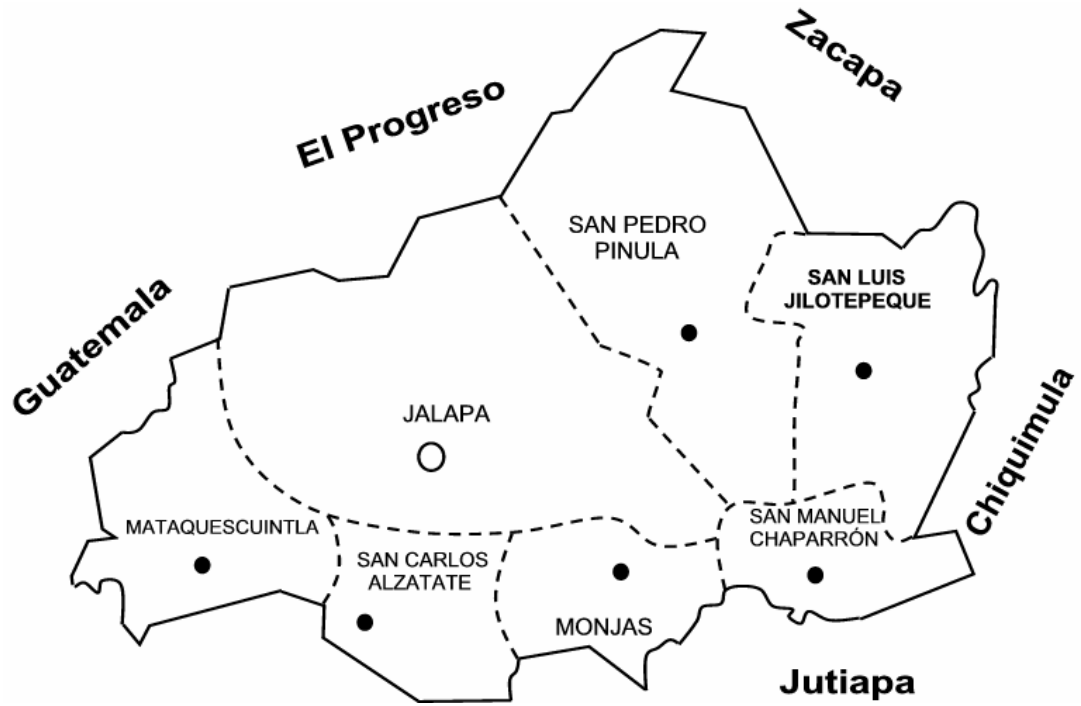 Zacapa
El Progreso
SAN PEDRO
PINULA
SAN LUIS
JILOTEPEQUE
Guatemala
JALAPA
Chiquimula
MATAQUESCUINTLA
SAN CARLOS
ALZATATE
MONJAS
SAN MANUEL
CHAPARRÓN
Jutiapa